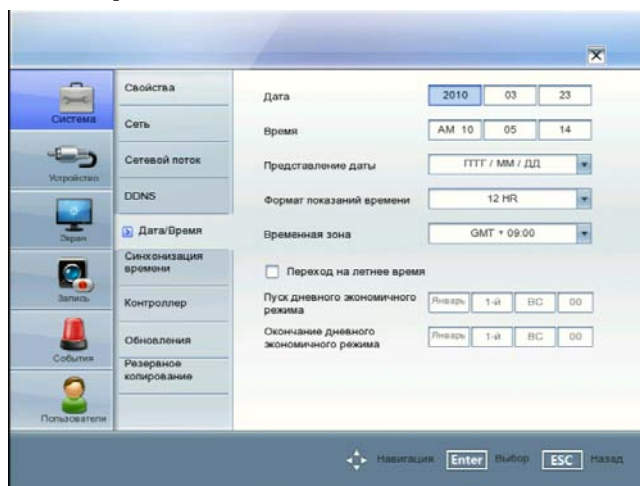 Система
Устройство
Экран
Запись
События
Пользователи
Свойства
Сеть
Сетевой поток
DDNS
Дата/Время
Синхонизация
времени
Контроллер
Обновления
Резервное
копирование
Дата 2010 03 23
Время AM 10 05 14
Представление даты ГГГГ / ММ / ДД
Формат показаний времени 12 HR
Временная зона GMT + 09:00
Переход на летнее время
Пуск дневного экономичного
режима Январь 1-й ВС 00
Окончание дневного
экономичного режима Январь 1-й ВС 00
Навигация Enter Выбор ESC Назад